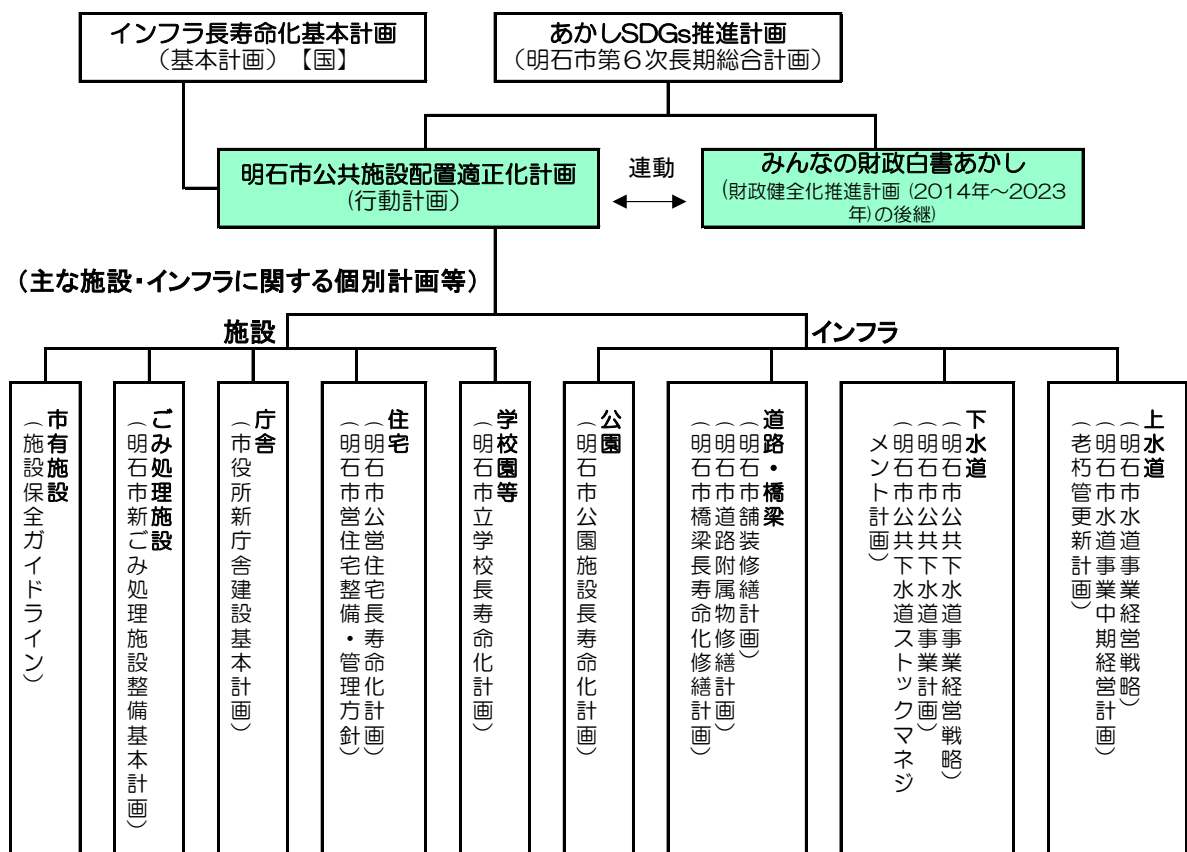 インフラ長寿命化基本計画
（基本計画）【国】
あかしSDGs推進計画
（明石市第６次長期総合計画）
明石市公共施設配置適正化計画
(行動計画）
連動
みんなの財政白書あかし
(財政健全化推進計画 (2014年～2023
年)の後継)
（主な施設・インフラに関する個別計画等）
施設
インフラ
市有施設
（施設保全ガイドライン）
ごみ処理施設
（明石市新ごみ処理施設整備基本計画）
庁舎
（市役所新庁舎建設基本計画）
住宅
（明石市公営住宅長寿命化計画）
（明石市営住宅整備・管理方針）
学校園等
（明石市立学校長寿命化計画）
公園
（明石市公園施設長寿命化計画）
道路・橋梁
（明石市舗装修繕計画）
（明石市道路附属物修繕計画）
（明石市橋梁長寿命化修繕計画）
下水道
（明石市公共下水道事業経営戦略）
（明石市公共下水道事業計画）
（明石市公共下水道ストックマネジ
メント計画）
上水道
（明石市水道事業経営戦略）
（明石市水道事業中期経営計画）
（老朽管更新計画）